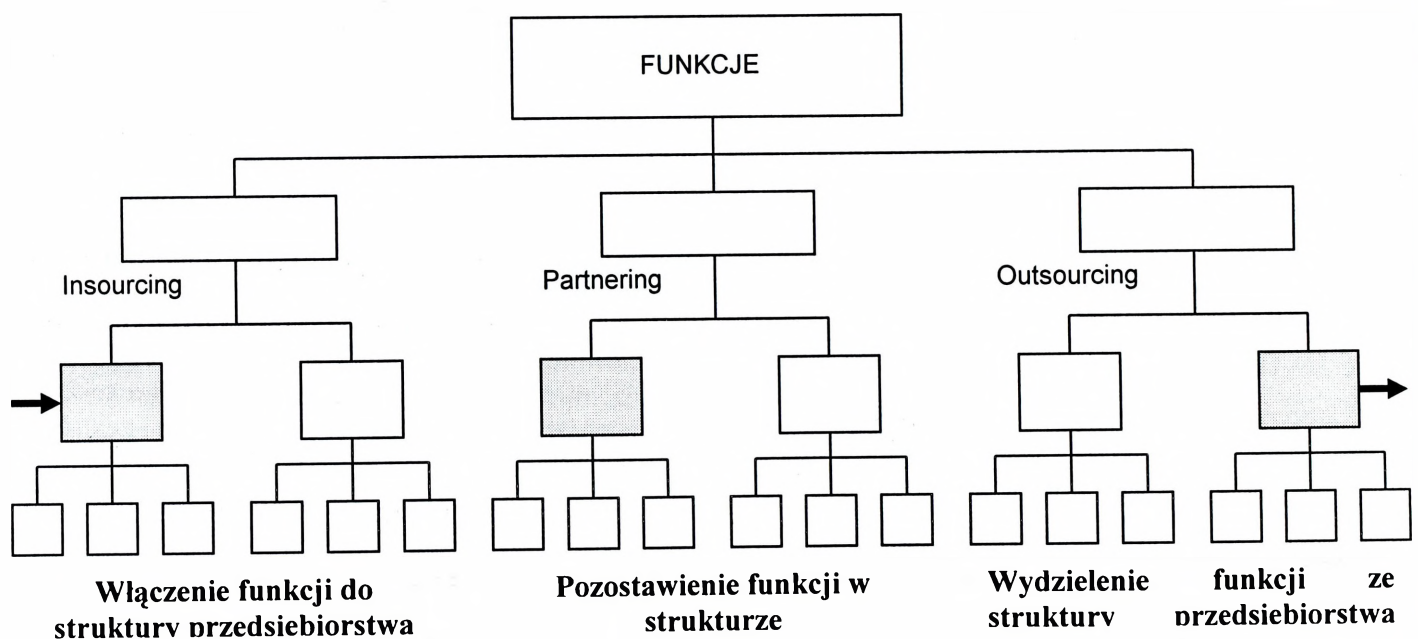 FUNKCJE
Insourcing
Partnering
Outsourcing
Włączenie funkcji do
struktury przedsiebiorstwa
Pozostawienie funkcji w
strukturze
Wydzielenie funkcji ze
struktury przedsiebiorstwa